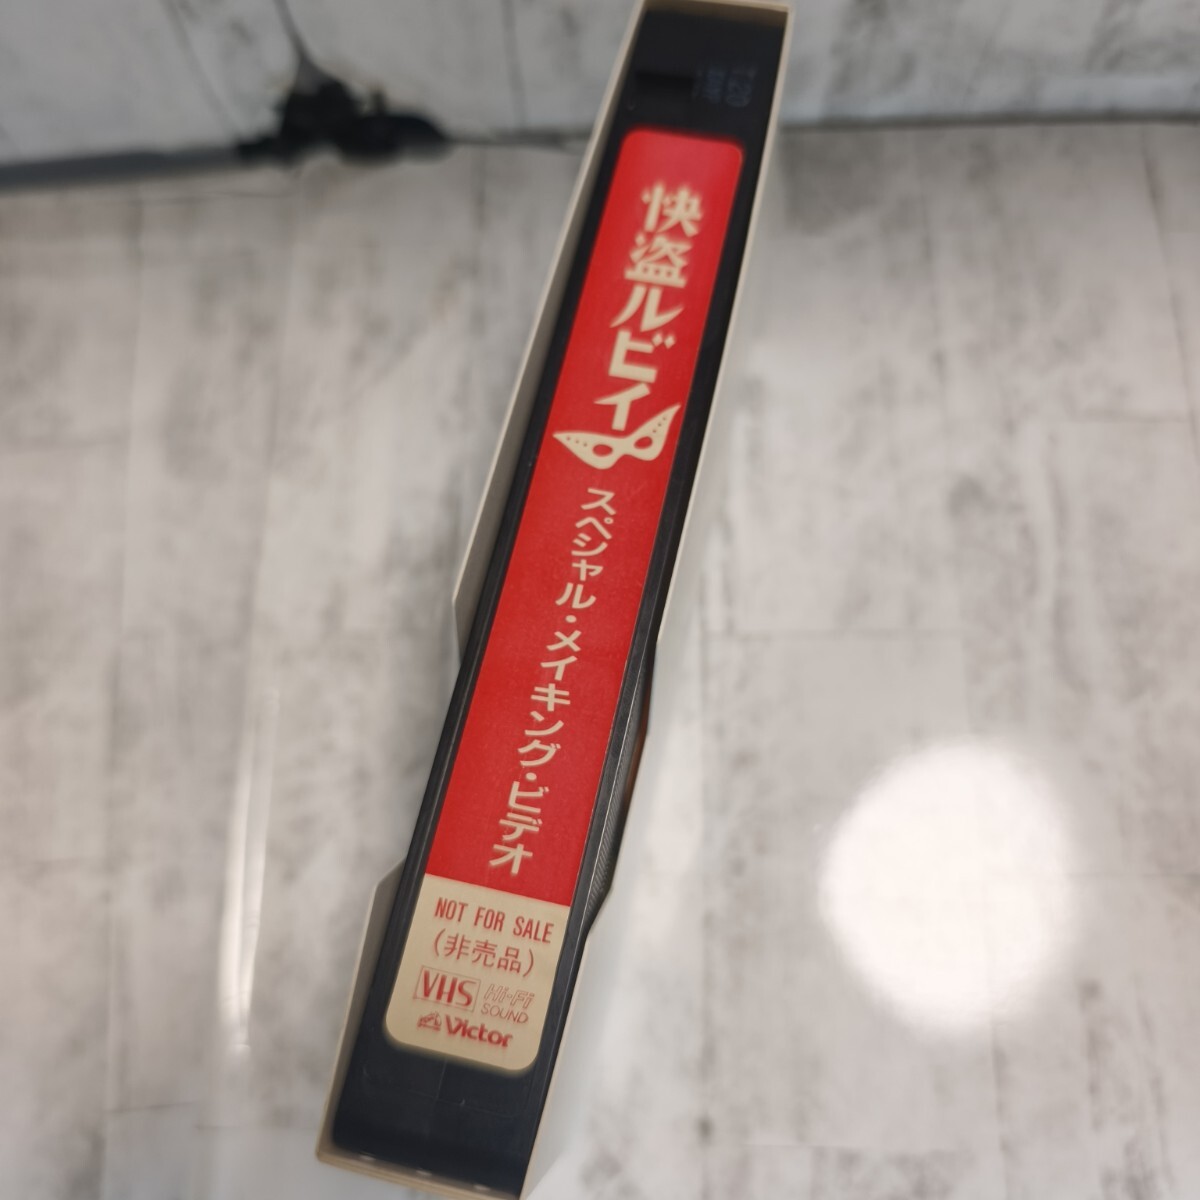 T-120
快盗ルビイ
スペシャル・メイキング・ビデオ
NOT FOR SALE
(非売品)
VHS Hi-Fi
SOUND
Victor